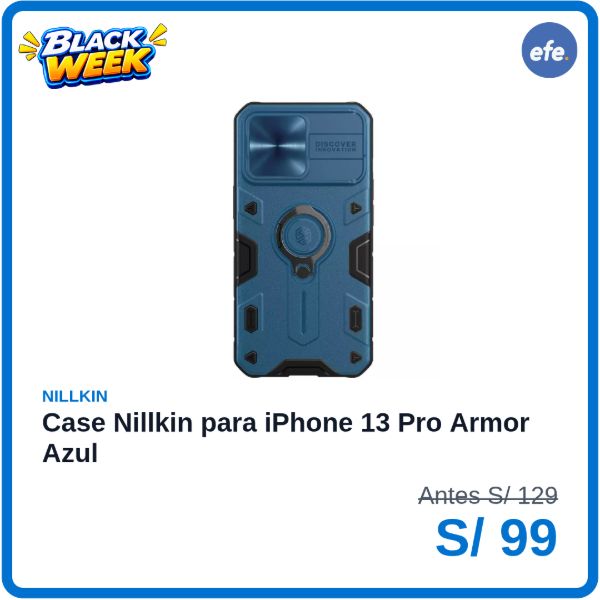 BLACK
WEEK
efe.
DISCOVER
INNOVATION
NILLKIN
Case Nillkin para iPhone 13 Pro Armor
Azul
Antes S/ 129
S/ 99